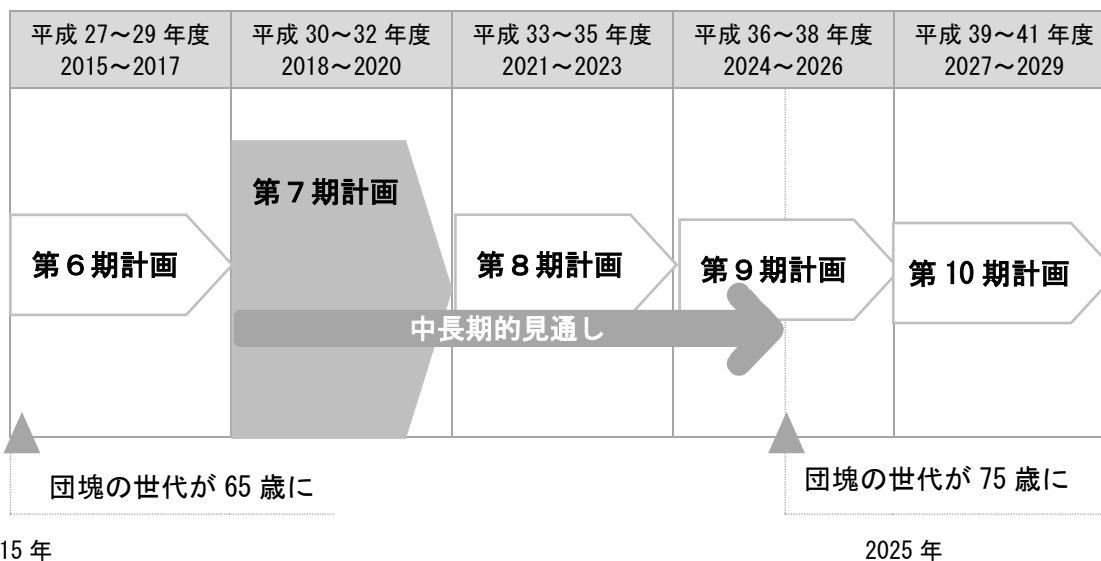 平成 27～29 年度
2015～2017
平成 30～32 年度
2018～2020
平成 33～35 年度
2021～2023
平成 36～38 年度
2024～2026
平成 39～41 年度
2027～2029
第７期計画
第６期計画
第８期計画
第９期計画
第 10 期計画
中長期的見通し
団塊の世代が 65 歳に
団塊の世代が 75 歳に
15 年
2025 年